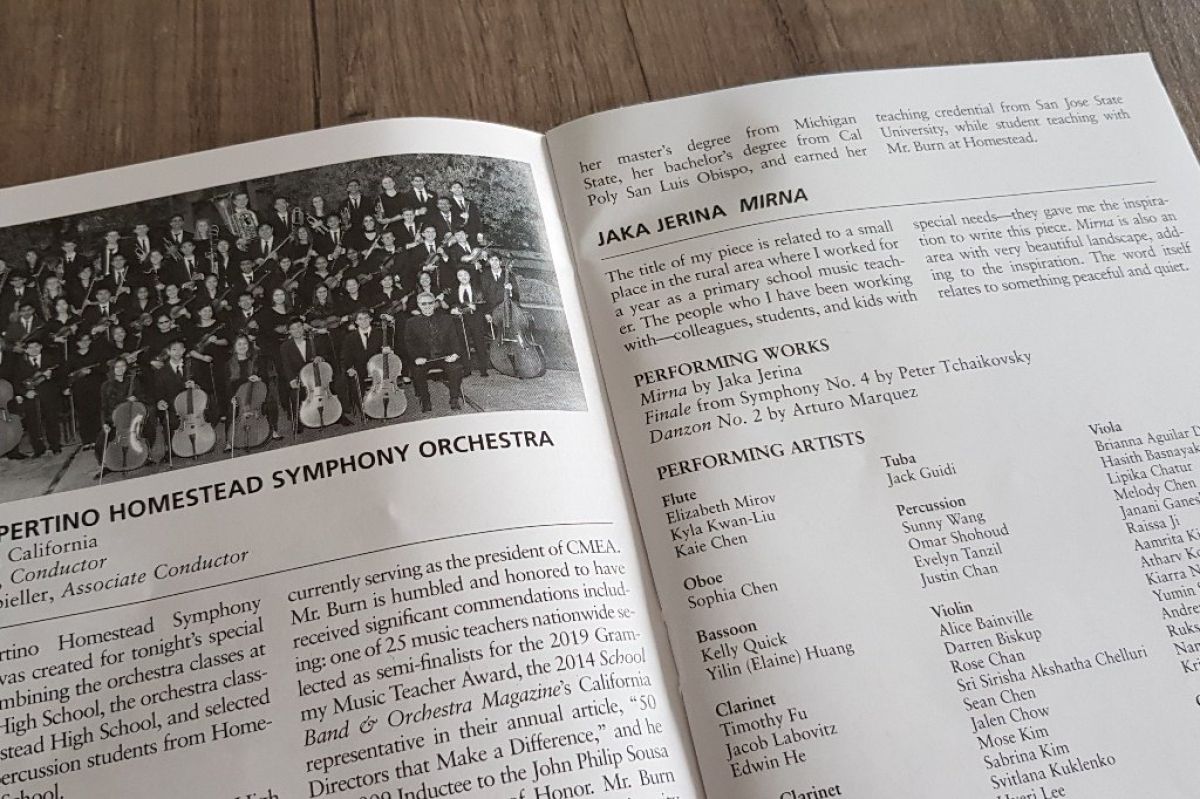 PERTINO HOMESTEAD SYMPHONY ORCHESTRA
California
Conductor
Associate Conductor
Homestead Symphony
was created for tonight's special
the orchestra classes at
High School, the orchestra class-
High School, and selected
students from Home-
currently serving as the president of CMEA.
Mr. Burn is humbled and honored to have
received significant commendations includ-
ing: one of 25 music teachers nationwide se-
lected as semi-finalists for the 2019 Gram-
my Music Teacher Award, the 2014 School
Band & Orchestra Magazine's California
representative in their annual article, "50
Directors that Make a Difference," and he
Inductee to the John Philip Sousa
of Honor. Mr. Burn
her master's degree from Michigan
State, her bachelor's degree from Cal
Poly San Luis Obispo, and earned her
teaching credential from San Jose State
University, while student teaching with
Mr. Burn at Homestead.
JAKA JERINA MIRNA
The title of my piece is related to a small
place in the rural area where I worked for
a year as a primary school music teach-
er. The people who I have been working
with—colleagues, students, and kids with
special needs—they gave me the inspira-
tion to write this piece. Mirna is also an
area with very beautiful landscape, add-
ing to the inspiration. The word itself
relates to something peaceful and quiet.
PERFORMING WORKS
Mirna by Jaka Jerina
Finale from Symphony No. 4 by Peter Tchaikovsky
Danzon No. 2 by Arturo Marquez
PERFORMING ARTISTS
Flute
Elizabeth Mirov
Kyla Kwan-Liu
Kaie Chen
Oboe
Sophia Chen
Bassoon
Kelly Quick
Yilin (Elaine) Huang
Clarinet
Timothy Fu
Jacob Labovitz
Edwin He
Clarinet
Tuba
Jack Guidi
Percussion
Sunny Wang
Omar Shohoud
Evelyn Tanzil
Justin Chan
Violin
Alice Bainville
Darren Biskup
Rose Chan
Sri Sirisha Akshatha Chelluri
Sean Chen
Jalen Chow
Mose Kim
Sabrina Kim
Svitlana Kuklenko
Lee
Viola
Brianna Aguilar D
Hasith Basnayak
Lipika Chatur
Melody Chen
Janani Ganes
Raissa Ji
Aamrita K
Atharv K
Kiarra N
Yumin
Andre
Ruks
Nan